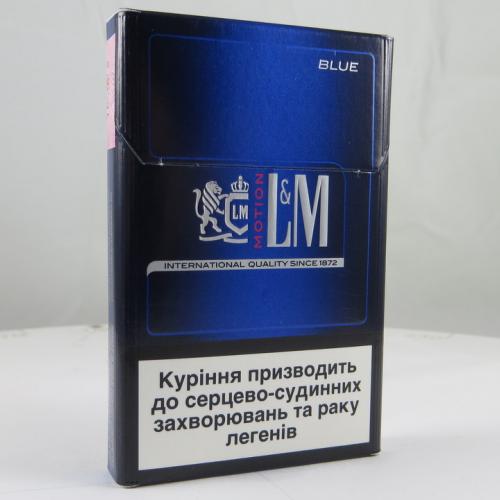 BLUE
LM
MOTION
L&M
INTERNATIONAL QUALITY SINCE 1872
Куріння призводить
до серцево-судинних
захворювань та раку
легенів